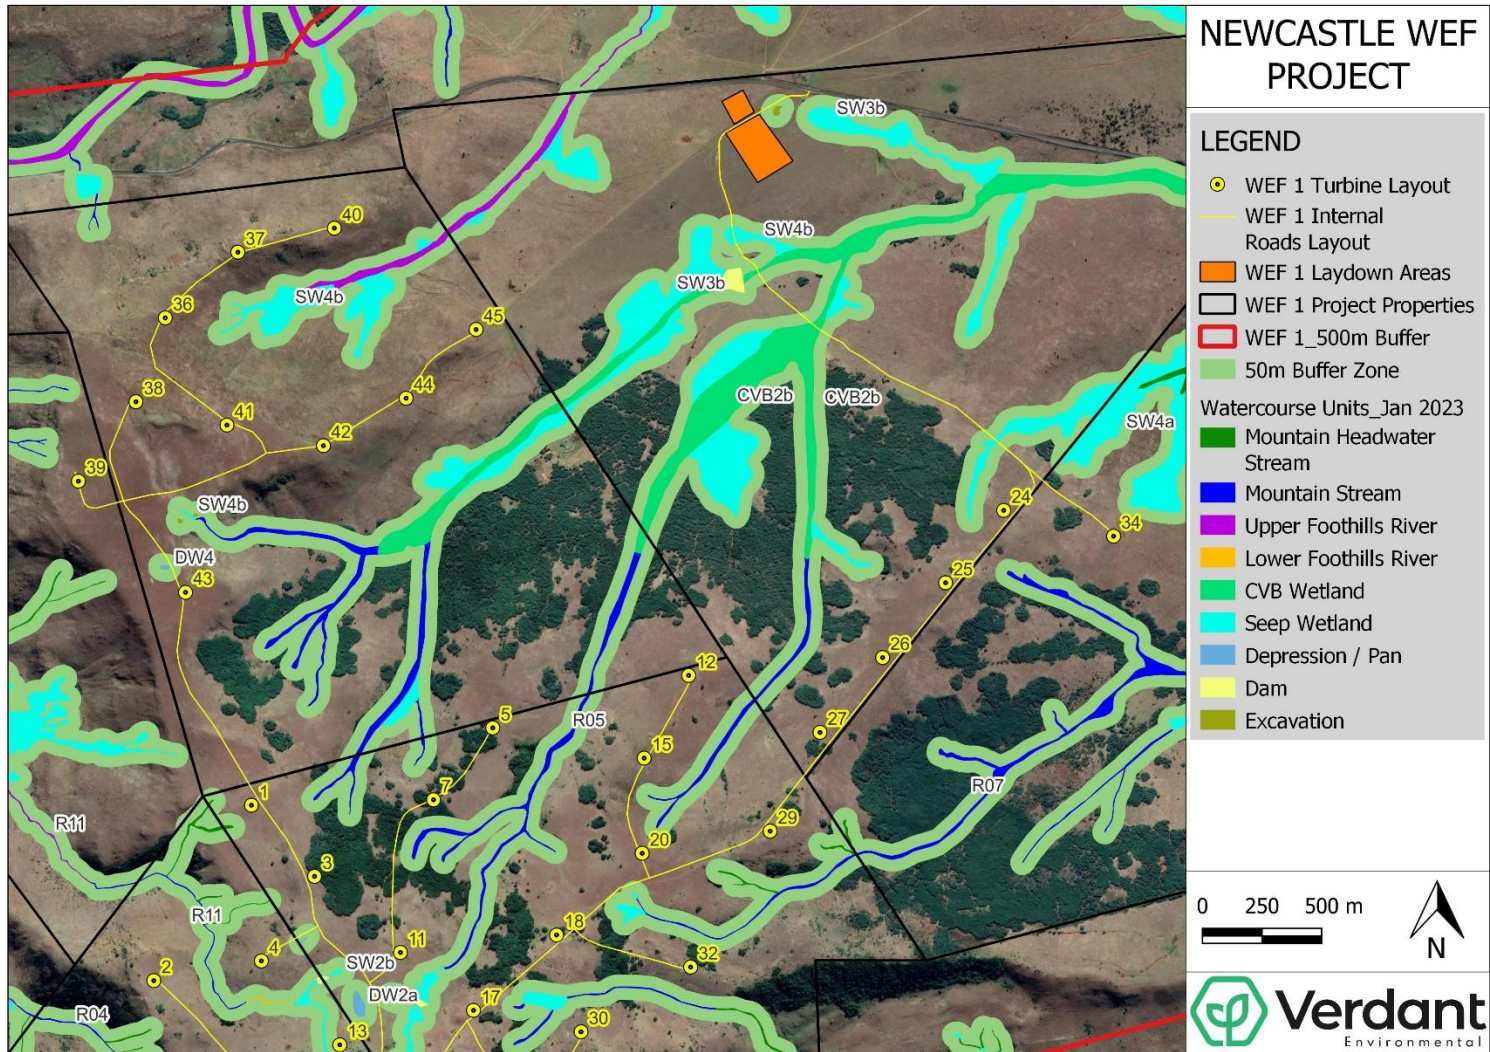 NEWCASTLE WEF
PROJECT
LEGEND
WEF 1 Turbine Layout
WEF 1 Internal
Roads Layout
WEF 1 Laydown Areas
WEF 1 Project Properties
WEF 1_500m Buffer
50m Buffer Zone
Watercourse Units_Jan 2023
Mountain Headwater
Stream
Mountain Stream
Upper Foothills River
Lower Foothills River
CVB Wetland
Seep Wetland
Depression / Pan
Dam
Excavation
0 250 500 m
N
Verdant
Environmental
SW3b
40
37
SW4b
SW3b
SW4b
36
45
38
44
CVB2b
CVB2b
41
42
SW4a
39
SW4b
24
34
DW4
43
25
26
12
5
R05
27
15
7
R07
1
R11
29
20
3
R11
18
4
11
SW2b
32
2
DW2a
17
R04
13
30